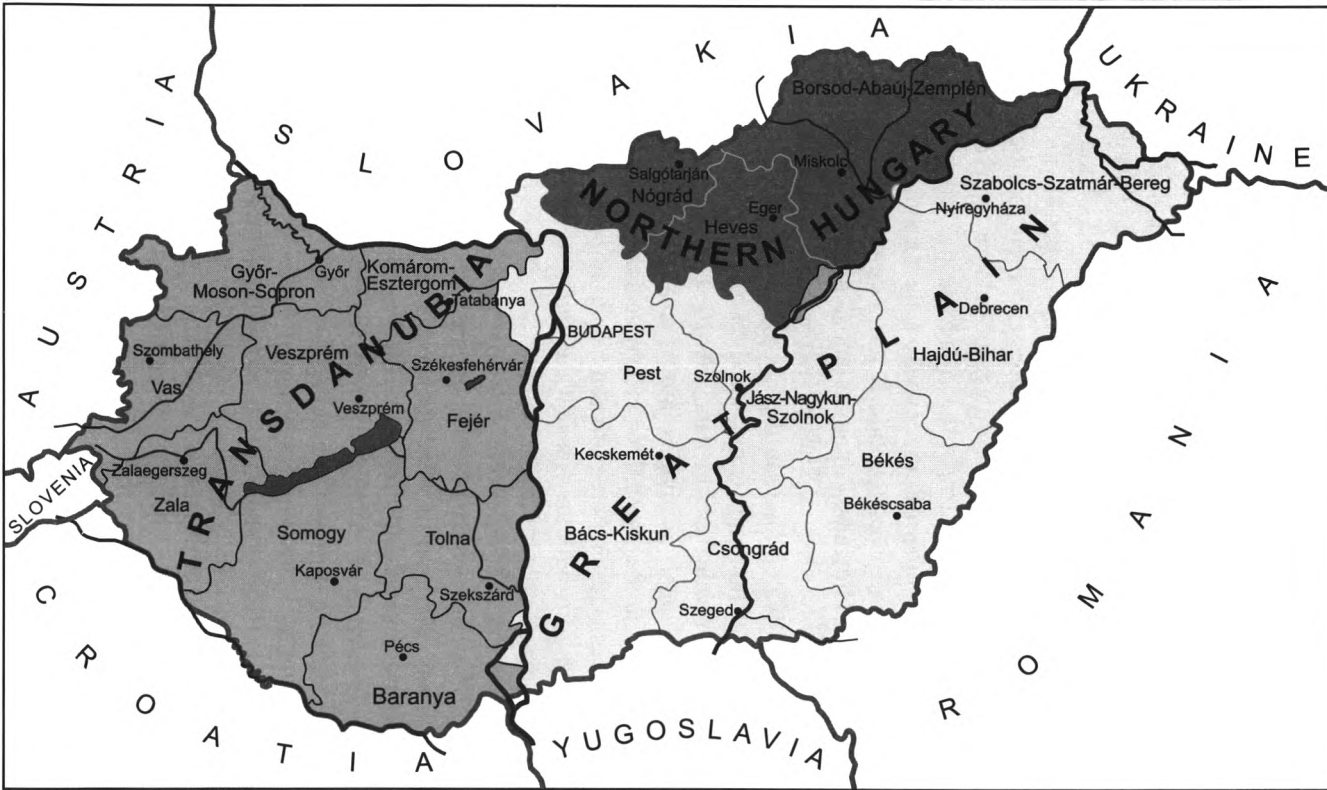 AUSTRIA
SLOVAKIA
UKRAINE
ROMANIA
YUGOSLAVIA
CROATIA
SLOVENIA
TRANSDANUBIA
NORTHERN HUNGARY
GREAT PLAIN
Borsod-Abaúj-Zemplén
Miskolc
Salgótarján
Nógrád
Eger
Heves
Szabolcs-Szatmár-Bereg
Nyíregyháza
Győr-
Moson-Sopron
Győr
Komárom-
Esztergom
Tatabánya
Debrecen
Hajdú-Bihar
BUDAPEST
Pest
Szombathely
Vas
Veszprém
Veszprém
Székesfehérvár
Fejér
Szolnok
Jász-Nagykun-
Szolnok
Kecskemét
Békés
Békéscsaba
Zalaegerszeg
Zala
Somogy
Kaposvár
Tolna
Szekszárd
Bács-Kiskun
Csongrád
Szeged
Pécs
Baranya